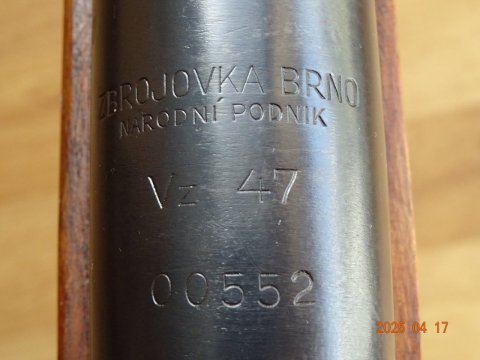 ZBROJOVKA BRNO
NÁRODNÍ PODNIK
Vz 47
00552
2025 04 17